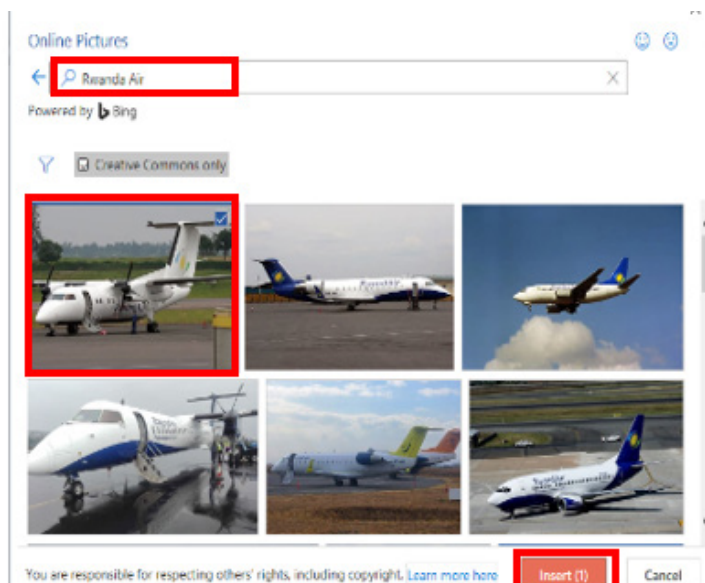 Online Pictures
Rwanda Air
Powered by Bing
Creative Commons only
You are responsible for respecting others' rights, including copyright. Learn more here
Insert (1)
Cancel